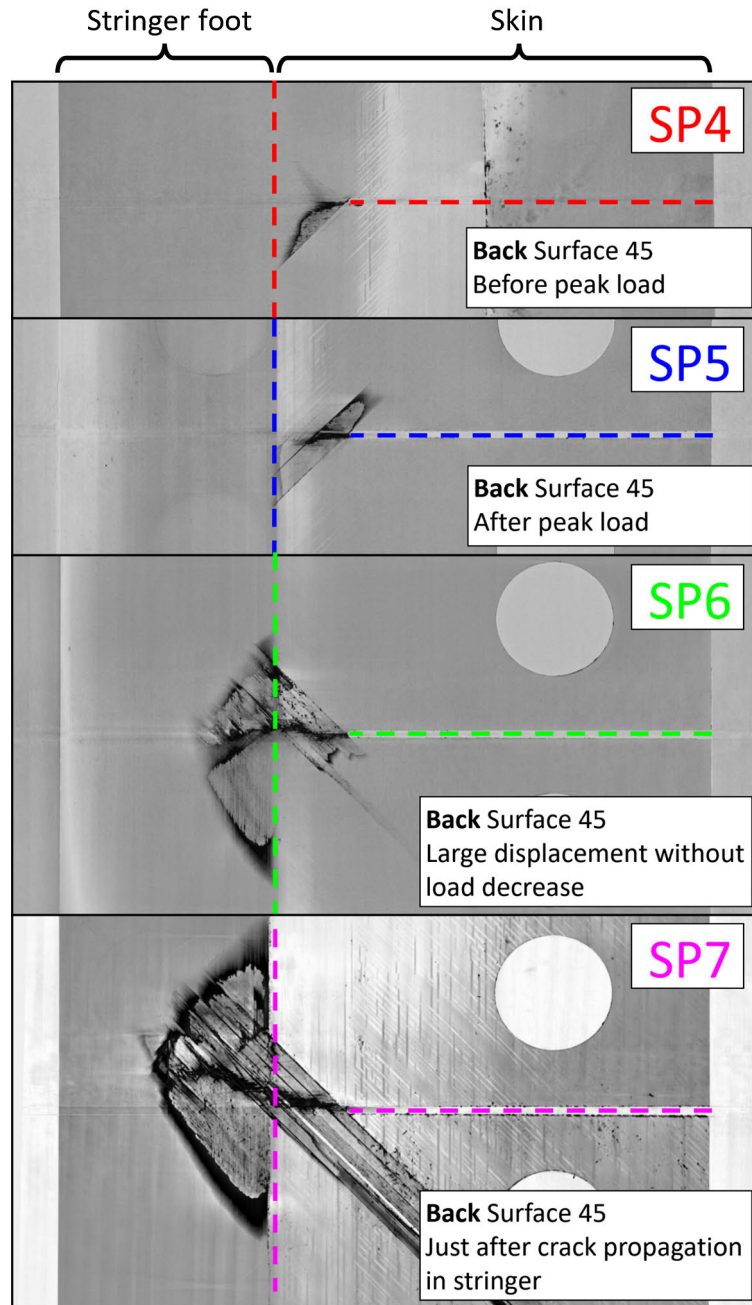 Stringer foot
Skin
SP4
Back Surface 45
Before peak load
SP5
Back Surface 45
After peak load
SP6
Back Surface 45
Large displacement without
load decrease
SP7
Back Surface 45
Just after crack propagation
in stringer